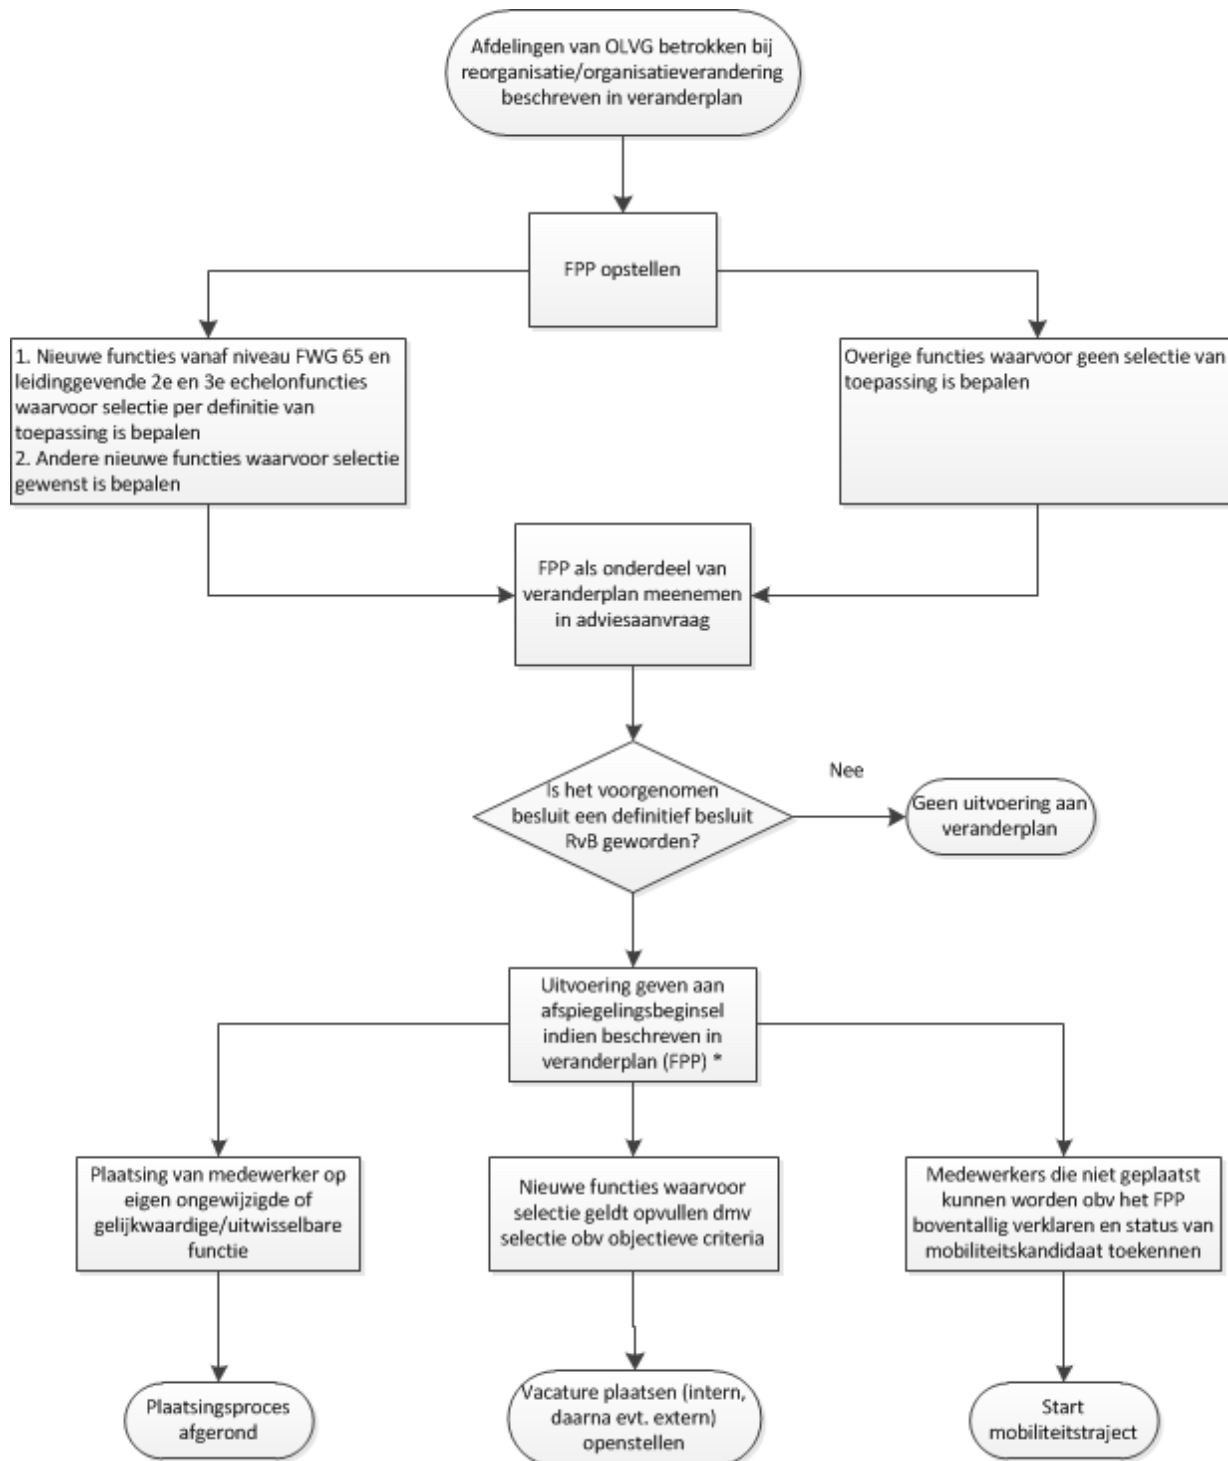 Afdelingen van OLVG betrokken bij
reorganisatie/organisatieverandering
beschreven in veranderplan
FPP opstellen
1. Nieuwe functies vanaf niveau FWG 65 en
leidinggevende 2e en 3e echelonfuncties
waarvoor selectie per definitie van
toepassing is bepalen
2. Andere nieuwe functies waarvoor selectie
gewenst is bepalen
Overige functies waarvoor geen selectie van
toepassing is bepalen
FPP als onderdeel van
veranderplan meenemen
in adviesaanvraag
Is het voorgenomen
besluit een definitief besluit
RvB geworden?
Nee
Geen uitvoering aan
veranderplan
Uitvoering geven aan
afspiegelingsbeginsel
indien beschreven in
veranderplan (FPP) *
Plaatsing van medewerker op
eigen ongewijzigde of
gelijkwaardige/uitwisselbare
functie
Nieuwe functies waarvoor
selectie geldt opvullen dmv
selectie obv objectieve criteria
Medewerkers die niet geplaatst
kunnen worden obv het FPP
boventallig verklaren en status van
mobiliteitskandidaat toekennen
Plaatsingsproces
afgerond
Vacature plaatsen (intern,
daarna evt. extern)
openstellen
Start
mobiliteitstraject